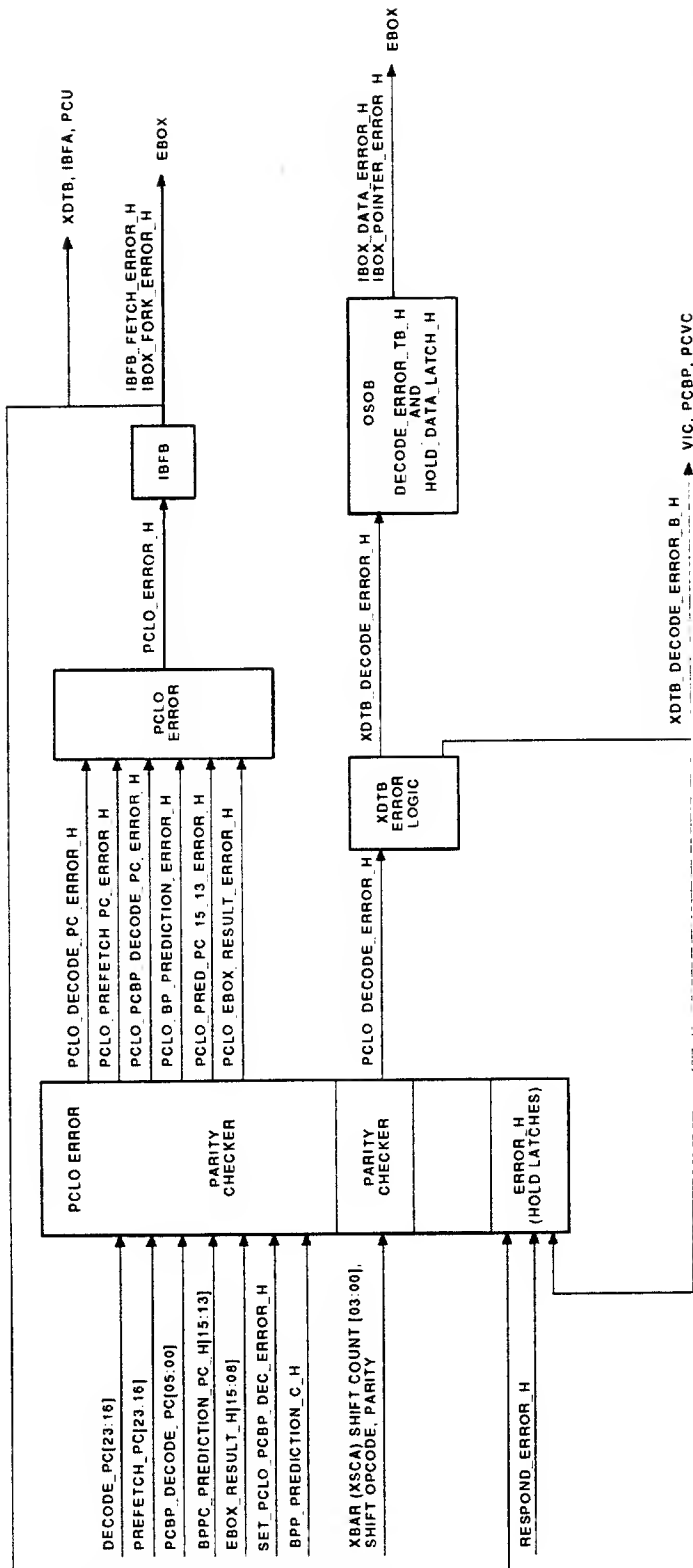 DECODE_PC[23:16]
PREFETCH_PC[23.16]
PCBP_DECODE_PC[05:00]
BPPC_PREDICTION_PC_H[15:13]
EBOX_RESULT_H[15:08]
SET_PCLO_PCBP_DEC_ERROR_H
BPP_PREDICTION_C_H
XBAR (XSCA) SHIFT COUNT [03:00],
SHIFT OPCODE, PARITY
RESPOND_ERROR_H
PCLO ERROR
PARITY
CHECKER
PARITY
CHECKER
ERROR_H
(HOLD LATCHES)
PCLO_DECODE_PC_ERROR_H
PCLO_PREFETCH_PC_ERROR_H
PCLO_PCBP_DECODE_PC_ERROR_H
PCLO_BP_PREDICTION_ERROR_H
PCLO_PRED_PC_15_13_ERROR_H
PCLO_EBOX_RESULT_ERROR_H
PCLO_DECODE_ERROR_H
PCLO
ERROR
XDTB
ERROR
LOGIC
PCLO_ERROR_H
XDTB_DECODE_ERROR_H
XDTB_DECODE_ERROR_B_H
VIC, PCBP, PCVC
IBFB
OSOB
DECODE_ERROR_TB_H
AND
HOLD_DATA_LATCH_H
IBFB_FETCH_ERROR_H
IBOX_FORK_ERROR_H
XDTB, IBFA, PCU
EBOX
IBOX_DATA_ERROR_H
IBOX_POINTER_ERROR_H
EBOX